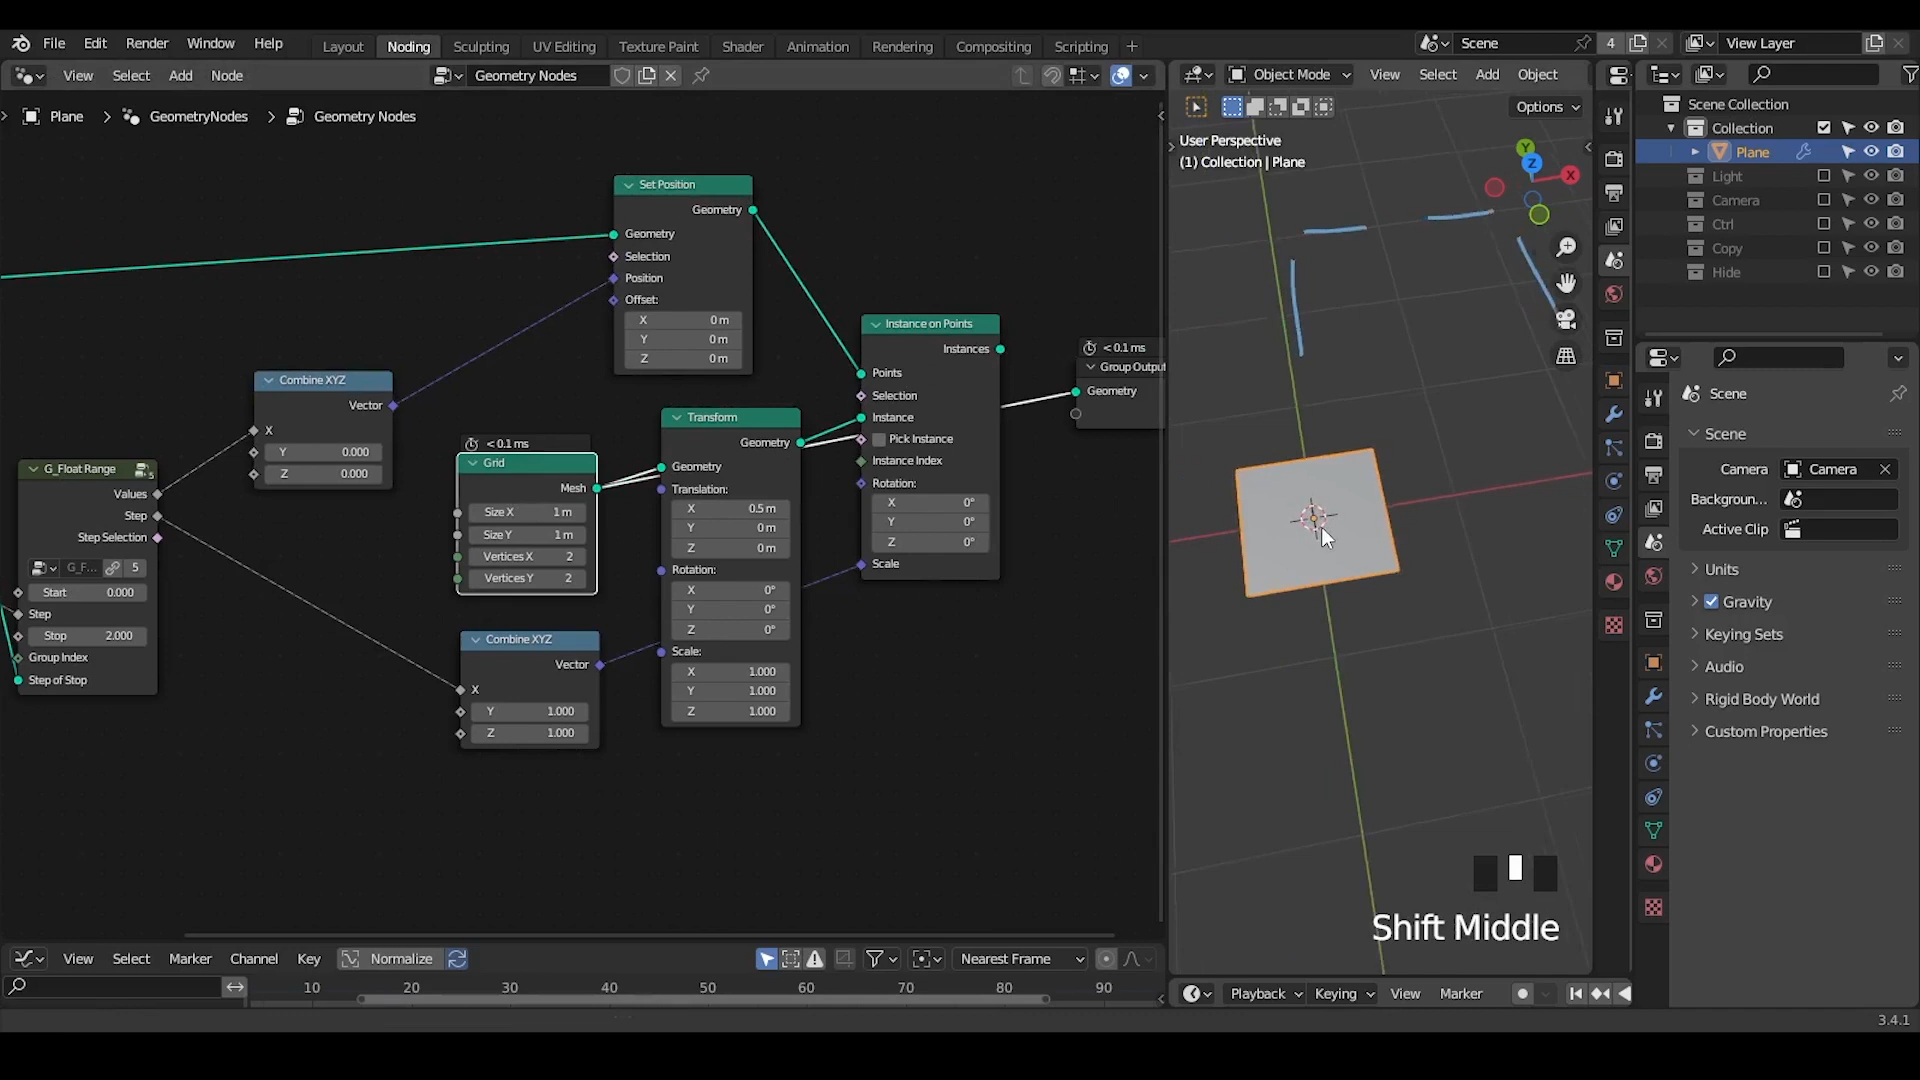 File Edit Render Window Help
Layout Noding Sculpting UV Editing Texture Paint Shader Animation Rendering Compositing Scripting +
Scene 4 View Layer
View Select Add Node
Geometry Nodes
Object Mode View Select Add Object
Options
Plane > GeometryNodes > Geometry Nodes
User Perspective
(1) Collection | Plane
Y
Z
X
Set Position
Geometry
Geometry
Selection
Position
Offset:
X 0 m
Y 0 m
Z 0 m
Instance on Points
Instances
Points
Selection
Instance
Pick Instance
Instance Index
Rotation:
X 0°
Y 0°
Z 0°
Scale
< 0.1 ms
Group Output
Geometry
Combine XYZ
Vector
X
Y 0.000
Z 0.000
Transform
Geometry
Geometry
Translation:
X 0.5 m
Y 0 m
Z 0 m
Rotation:
X 0°
Y 0°
Z 0°
Scale:
X 1.000
Y 1.000
Z 1.000
< 0.1 ms
Grid
Mesh
Size X 1 m
Size Y 1 m
Vertices X 2
Vertices Y 2
G_Float Range
Values
Step
Step Selection
G_F... 5
Start 0.000
Step
Stop 2.000
Group Index
Step of Stop
Combine XYZ
Vector
X
Y 1.000
Z 1.000
Shift Middle
Scene Collection
Collection
Plane
Light
Camera
Ctrl
Copy
Hide
Scene
Scene
Camera Camera
Backgroun...
Active Clip
Units
Gravity
Keying Sets
Audio
Rigid Body World
Custom Properties
View Select Marker Channel Key Normalize
Nearest Frame
10 20 30 40 50 60 70 80 90
Playback Keying View Marker
3.4.1